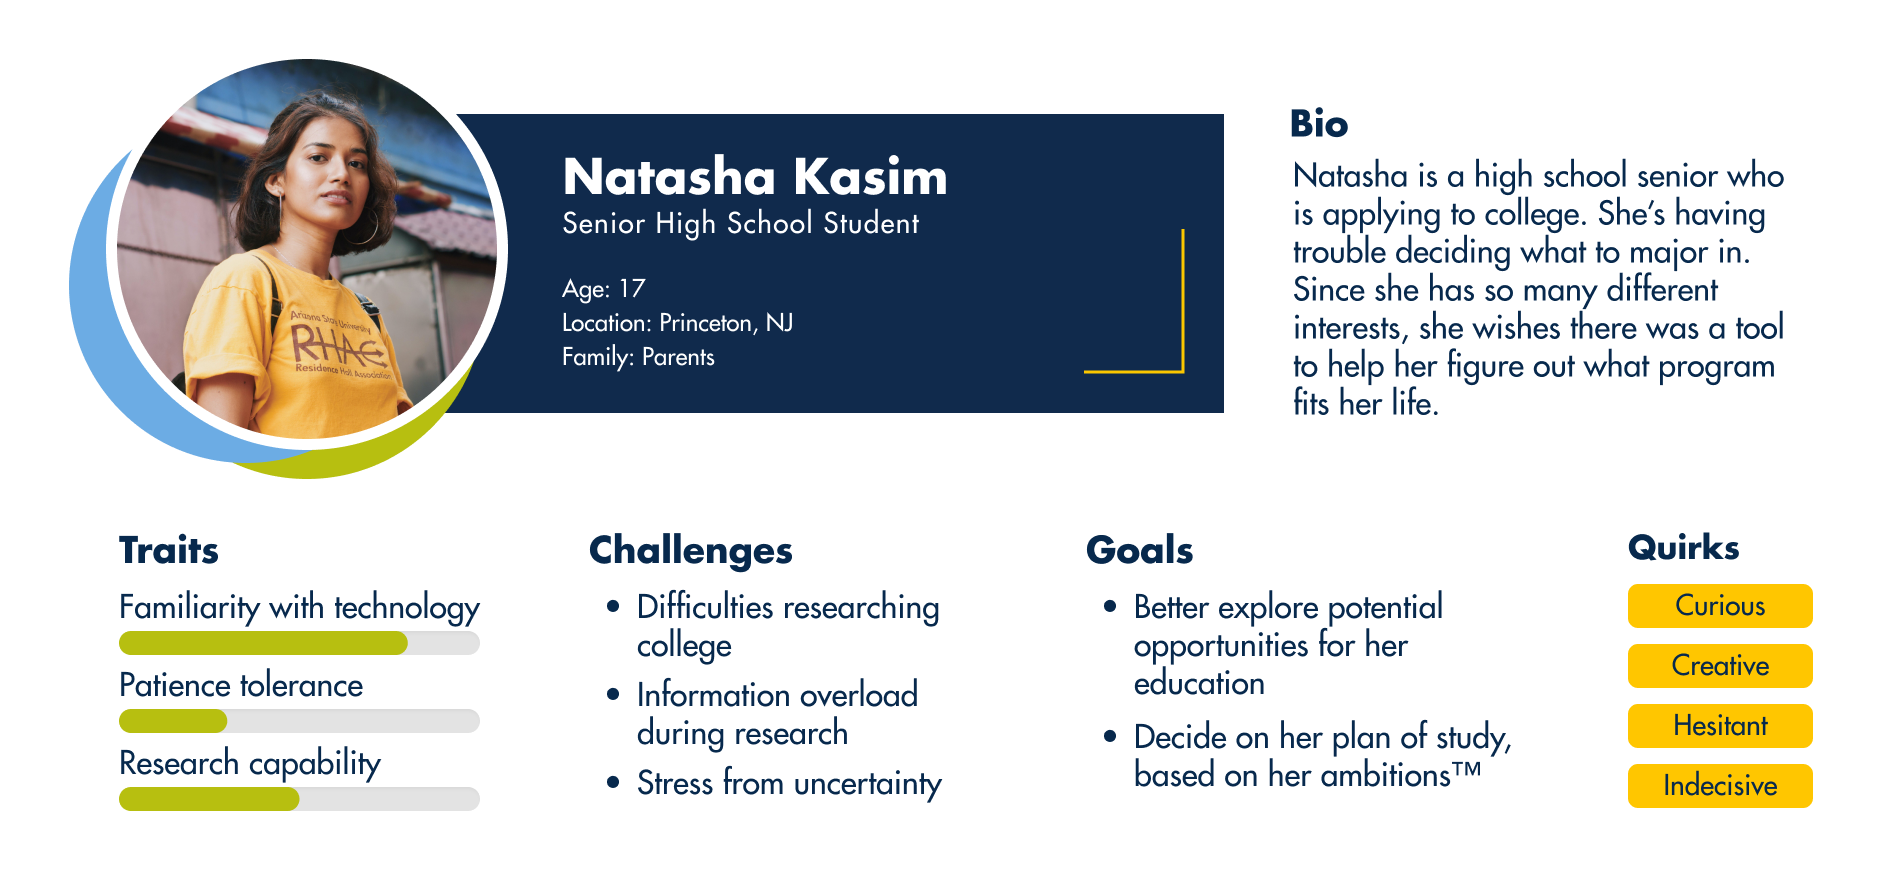 Natasha Kasim
Senior High School Student
Age: 17
Location: Princeton, NJ
Family: Parents
Arizona State University
RHAC
Residence Hall Association
Bio
Natasha is a high school senior who
is applying to college. She’s having
trouble deciding what to major in.
Since she has so many different
interests, she wishes there was a tool
to help her figure out what program
fits her life.
Traits
Familiarity with technology
Patience tolerance
Research capability
Challenges
• Difficulties researching
college
• Information overload
during research
• Stress from uncertainty
Goals
• Better explore potential
opportunities for her
education
• Decide on her plan of study,
based on her ambitions™
Quirks
Curious
Creative
Hesitant
Indecisive